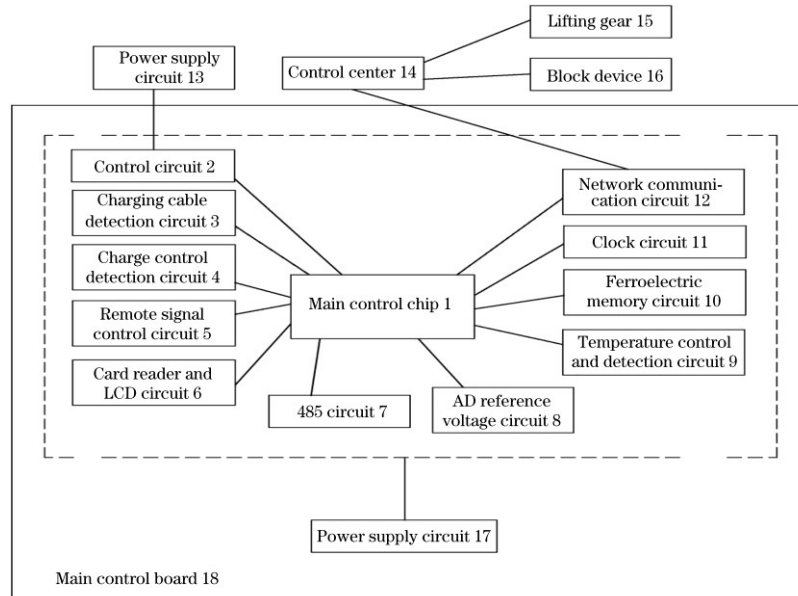 Lifting gear 15
Power supply
circuit 13
Control center 14
Block device 16
Control circuit 2
Charging cable
detection circuit 3
Charge control
detection circuit 4
Remote signal
control circuit 5
Card reader and
LCD circuit 6
Main control chip 1
485 circuit 7
AD reference
voltage circuit 8
Network communi-
cation circuit 12
Clock circuit 11
Ferroelectric
memory circuit 10
Temperature control
and detection circuit 9
Power supply circuit 17
Main control board 18